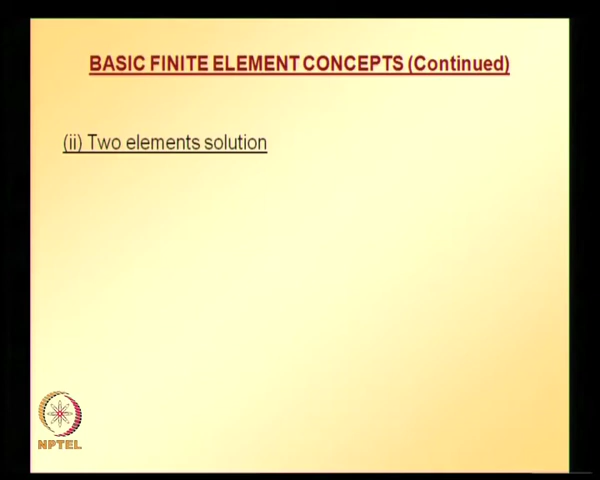 BASIC FINITE ELEMENT CONCEPTS (Continued)
(ii) Two elements solution
NPTEL